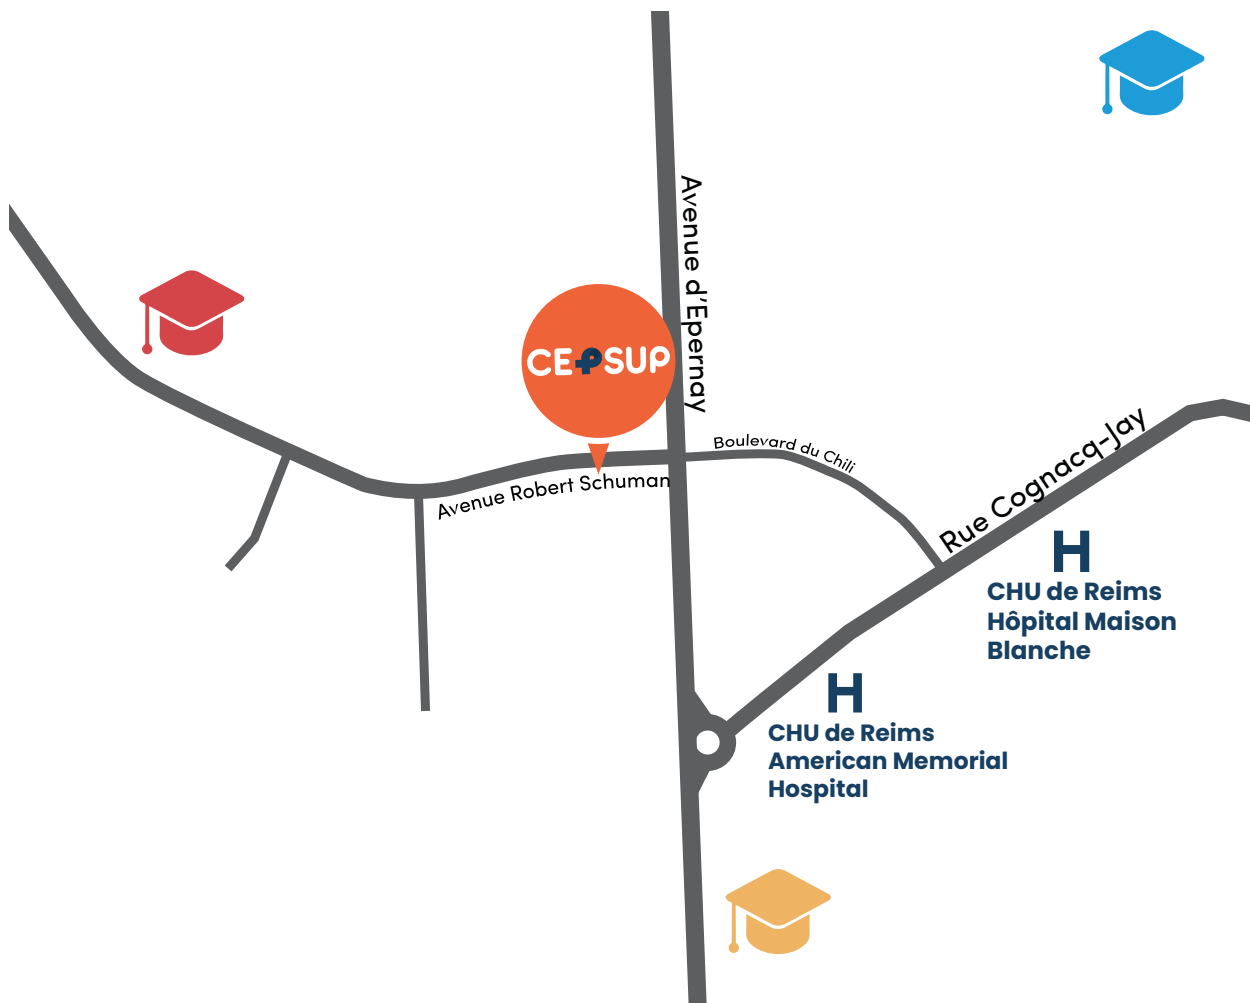 Avenue d'Epernay
CEPSUP
Boulevard du Chili
Avenue Robert Schuman
Rue Cognacq-Jay
H
CHU de Reims
Hôpital Maison
Blanche
H
CHU de Reims
American Memorial
Hospital